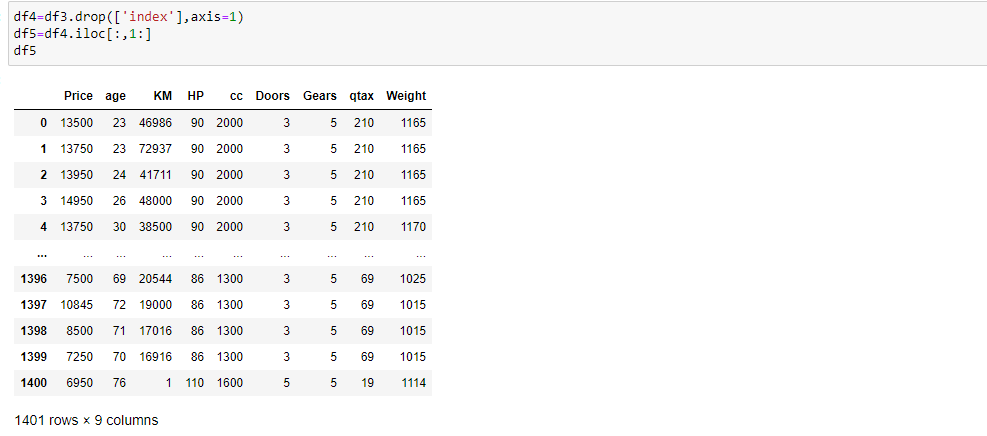 df4=df3.drop(['index'],axis=1)
df5=df4.iloc[:,1:]
df5
Price age KM HP cc Doors Gears qtax Weight
0 13500 23 46986 90 2000 3 5 210 1165
1 13750 23 72937 90 2000 3 5 210 1165
2 13950 24 41711 90 2000 3 5 210 1165
3 14950 26 48000 90 2000 3 5 210 1165
4 13750 30 38500 90 2000 3 5 210 1170
... ... ... ... ... ... ... ... ... ...
1396 7500 69 20544 86 1300 3 5 69 1025
1397 10845 72 19000 86 1300 3 5 69 1015
1398 8500 71 17016 86 1300 3 5 69 1015
1399 7250 70 16916 86 1300 3 5 69 1015
1400 6950 76 1 110 1600 5 5 19 1114
1401 rows × 9 columns